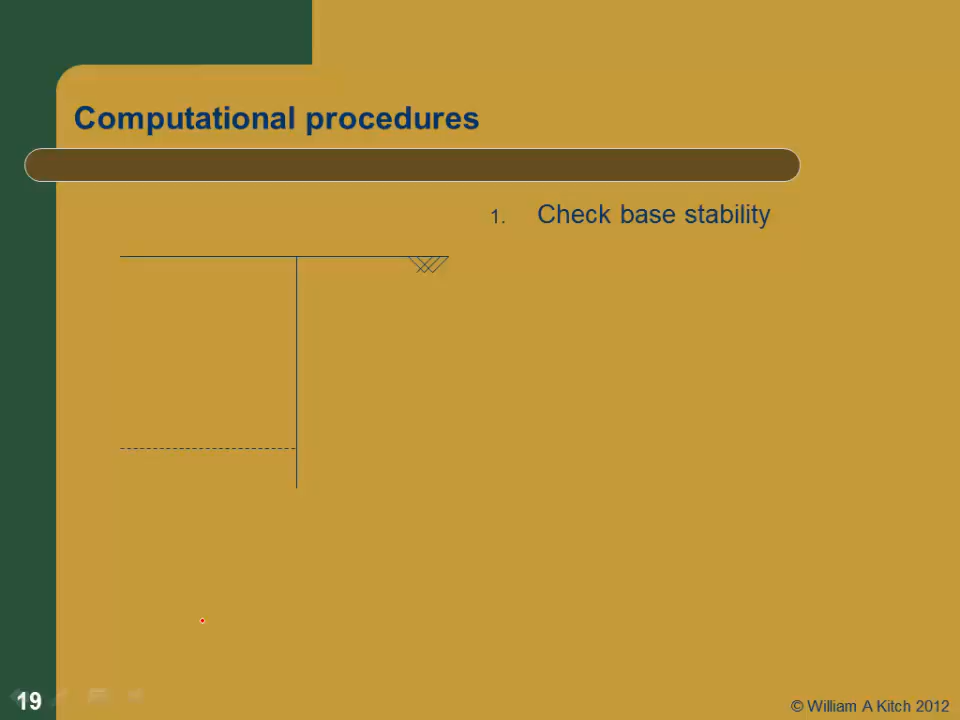 Computational procedures
1. Check base stability
19
© William A Kitch 2012